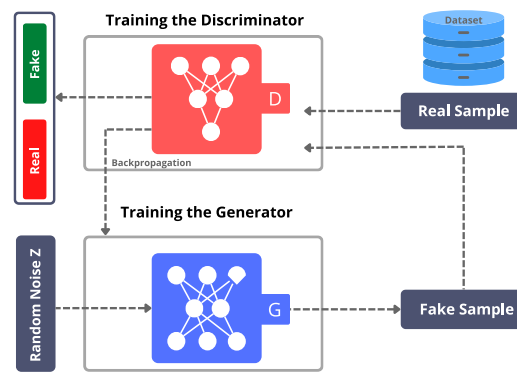 Training the Discriminator
Dataset
Fake
D
Real Sample
Real
Backpropagation
Training the Generator
Random Noise Z
G
Fake Sample